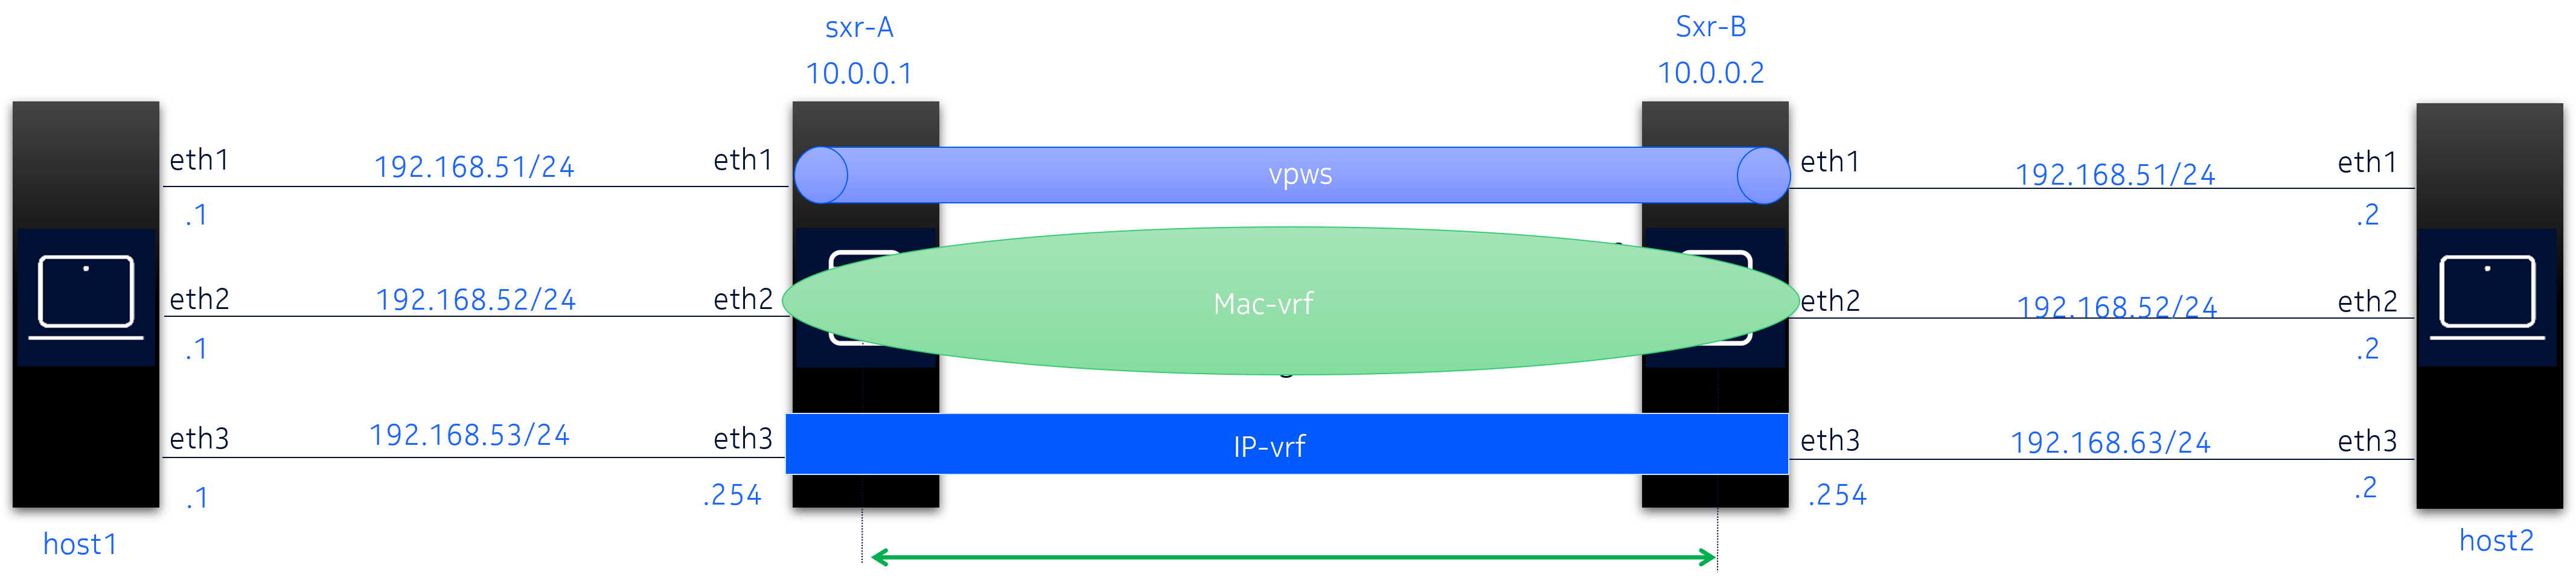 sxr-A
10.0.0.1
Sxr-B
10.0.0.2
eth1
192.168.51/24
eth1
vpws
eth1
192.168.51/24
eth1
.1
.2
eth2
192.168.52/24
eth2
Mac-vrf
eth2
192.168.52/24
eth2
.1
.2
eth3
192.168.53/24
eth3
IP-vrf
eth3
192.168.63/24
eth3
.1
.254
.254
.2
host1
host2